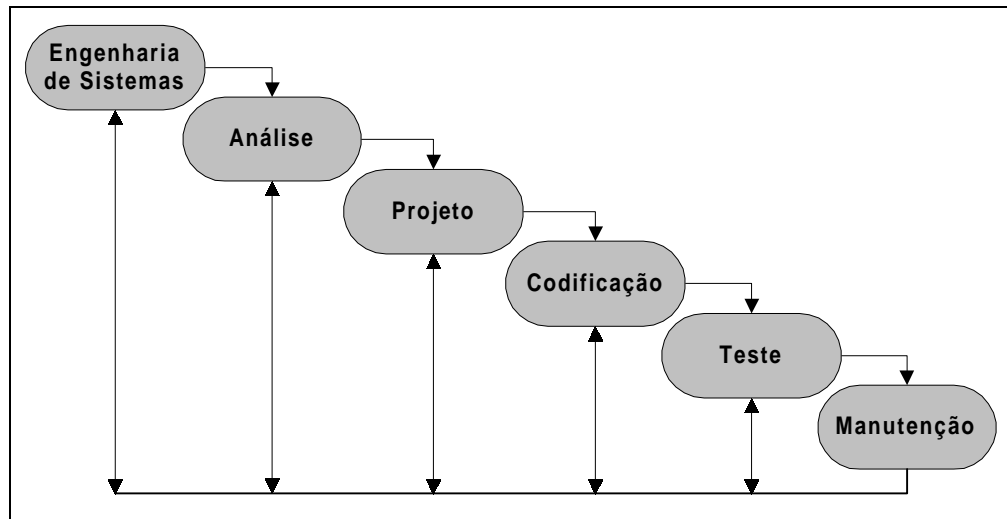 Engenharia
de Sistemas
Análise
Projeto
Codificação
Teste
Manutenção